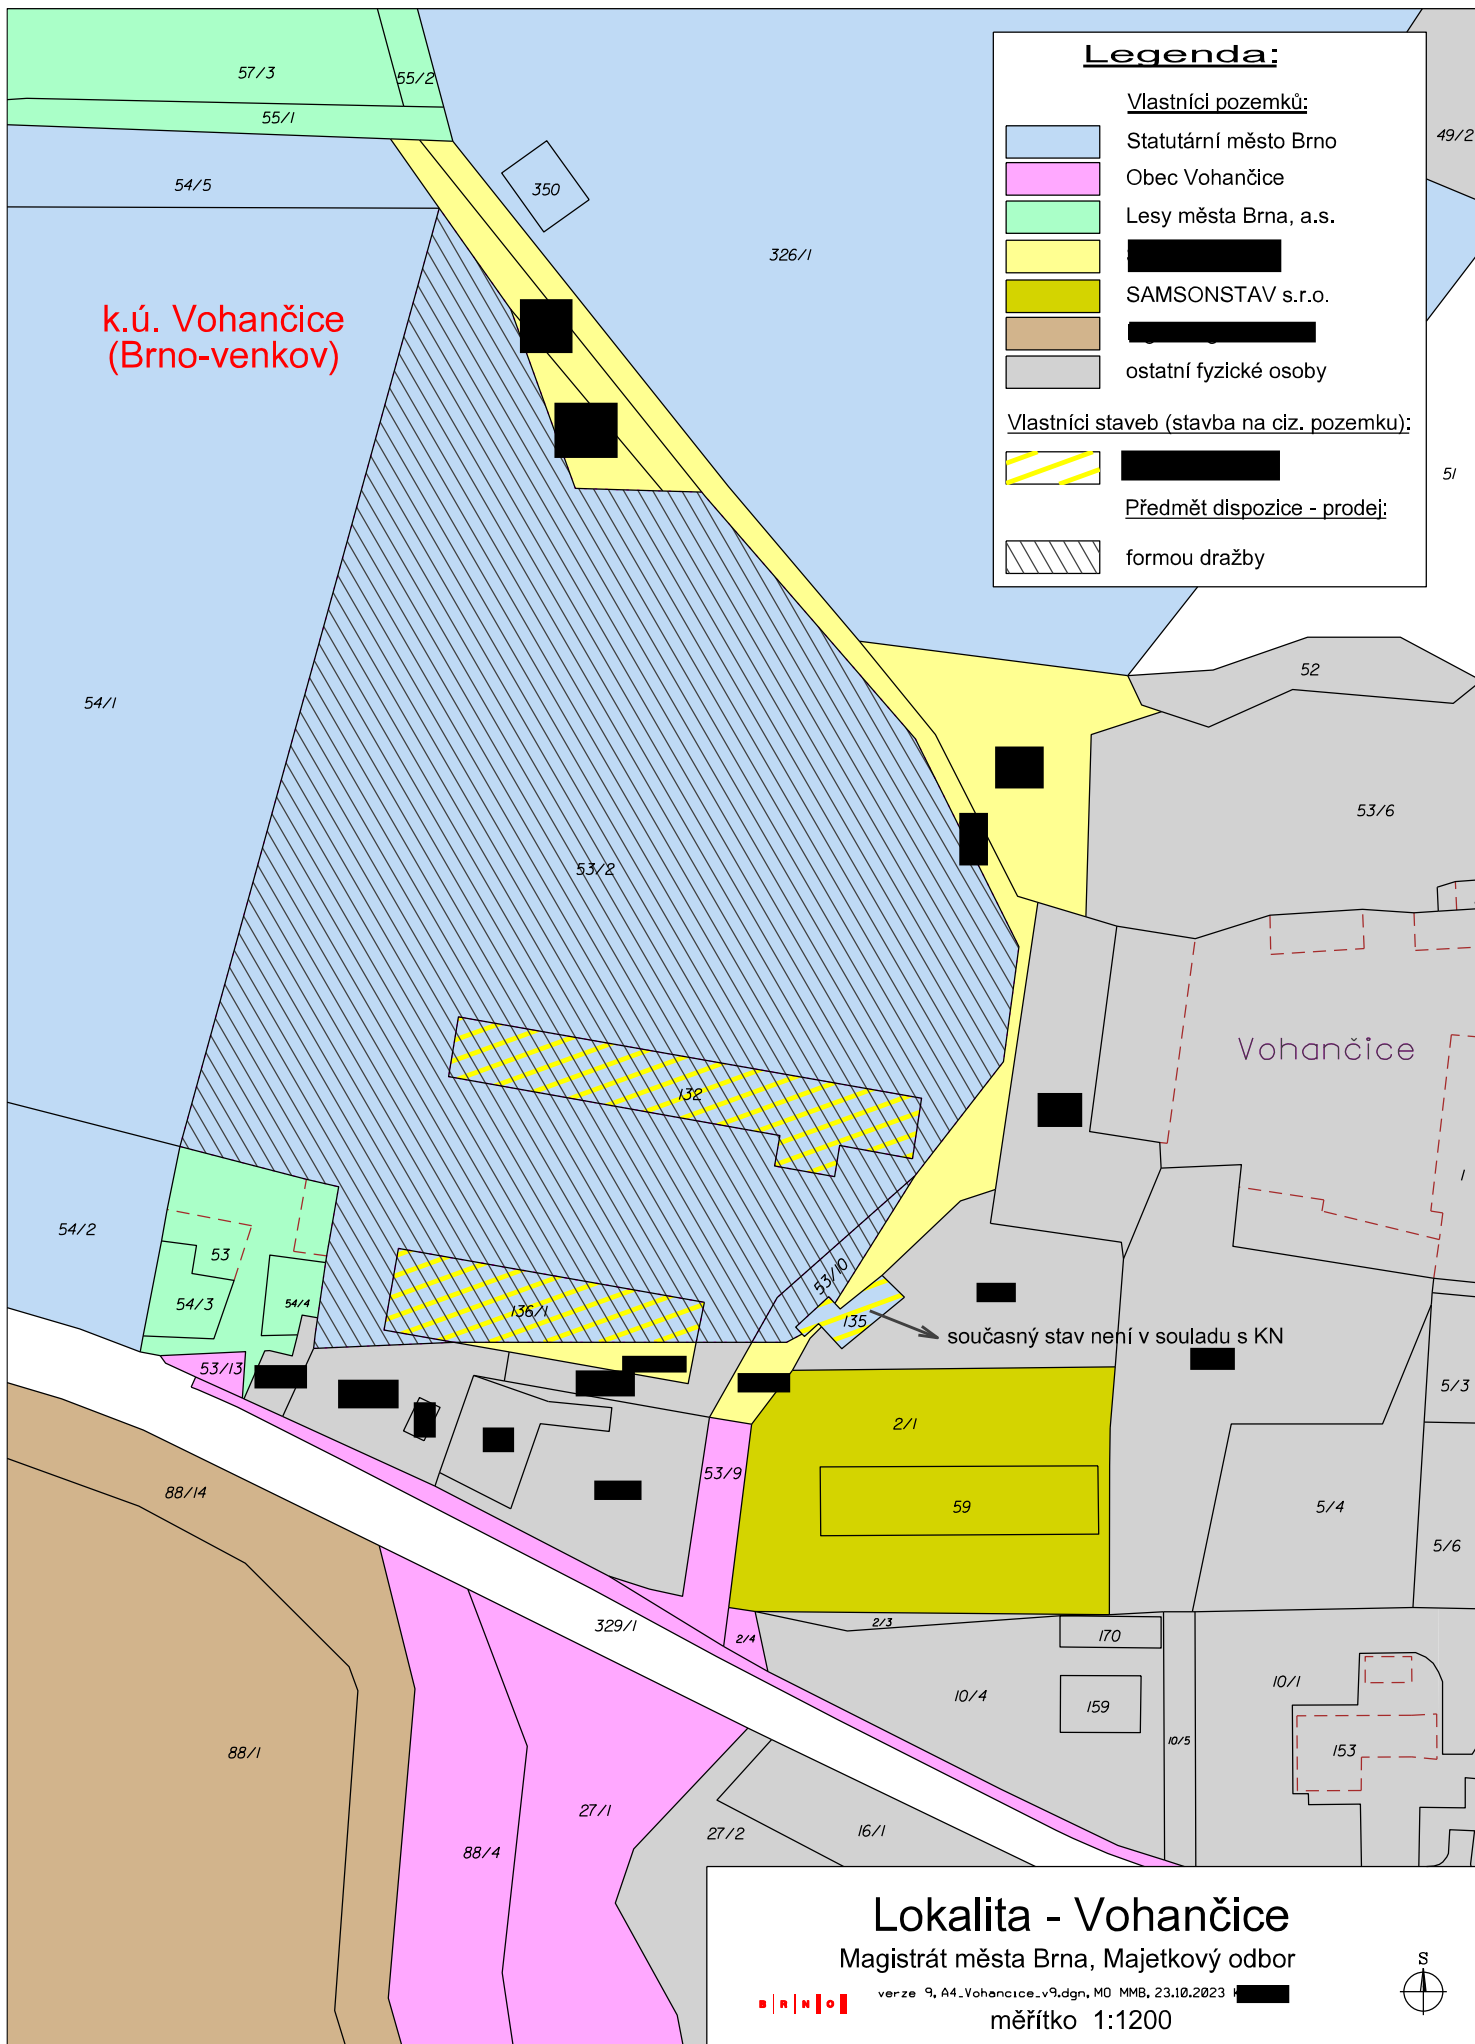 Legenda:
Vlastníci pozemků:
Statutární město Brno
Obec Vohančice
Lesy města Brna, a.s.
SAMSONSTAV s.r.o.
ostatní fyzické osoby
Vlastníci staveb (stavba na ciz. pozemku):
Předmět dispozice - prodej:
formou dražby
57/3
55/2
55/1
49/2
54/5
350
326/1
k.ú. Vohančice
(Brno-venkov)
51
52
54/1
53/6
53/2
Vohančice
132
1
54/2
53
53/10
54/3
54/4
136/1
135
současný stav není v souladu s KN
53/13
5/3
2/1
53/9
88/14
59
5/4
5/6
329/1
2/4
2/3
170
10/4
159
10/1
10/5
153
88/1
27/1
27/2
16/1
88/4
Lokalita - Vohančice
Magistrát města Brna, Majetkový odbor
S
BRNO
verze 9, A4_Vohancice_v9.dgn, MO MMB, 23.10.2023
měřítko 1:1200